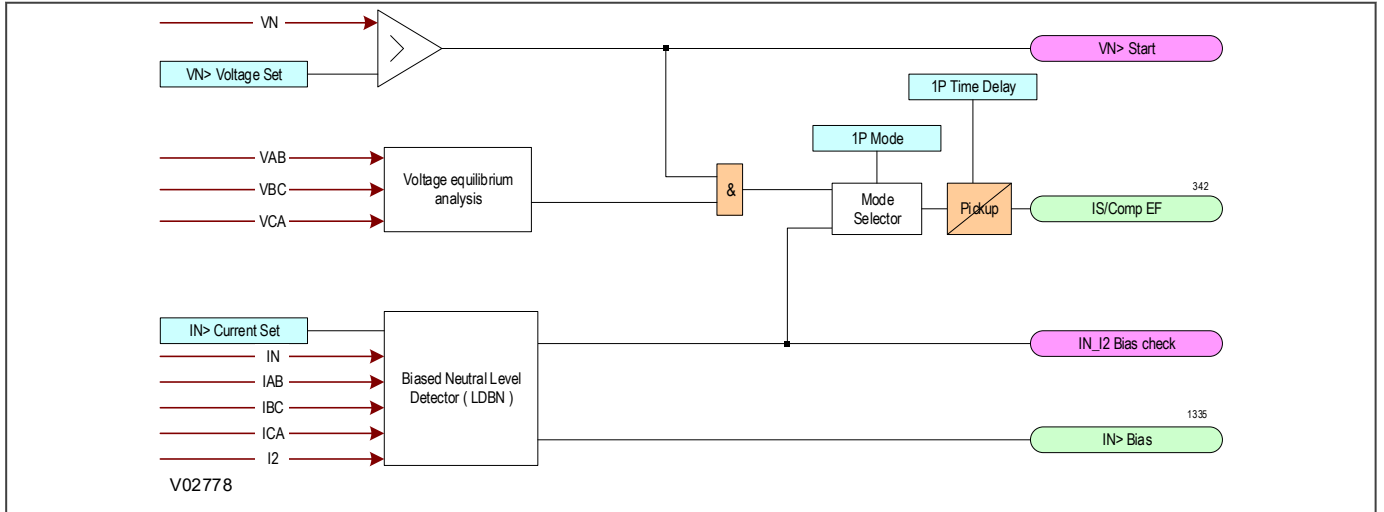 VN
VN> Start
VN> Voltage Set
1P Time Delay
1P Mode
VAB
VBC
VCA
Voltage equilibrium
analysis
&
Mode
Selector
Pickup
342
IS/Comp EF
IN> Current Set
IN
IAB
IBC
ICA
I2
Biased Neutral Level
Detector ( LDBN )
IN_I2 Bias check
1335
IN> Bias
V02778